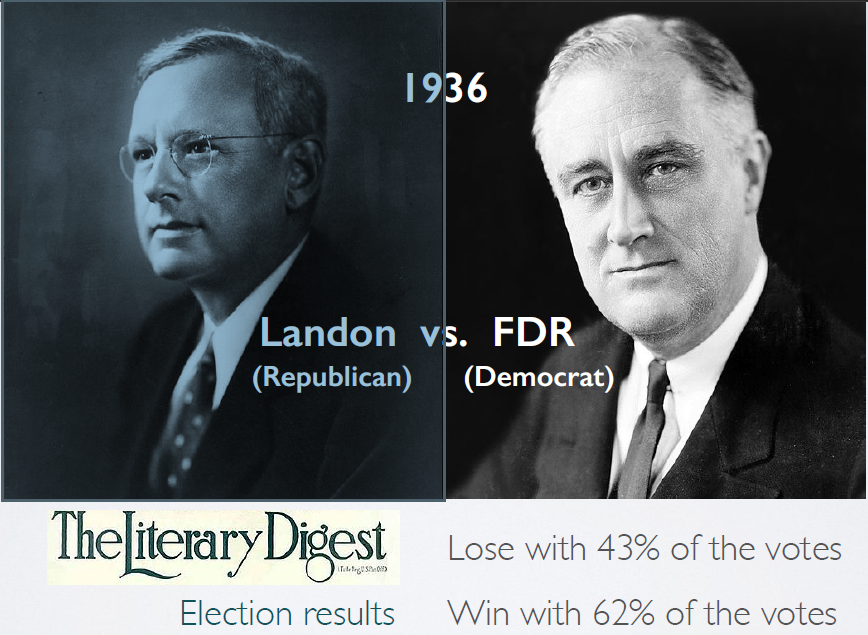 1936
Landon vs. FDR
(Republican) (Democrat)
The Literary Digest
Lose with 43% of the votes
Election results
Win with 62% of the votes